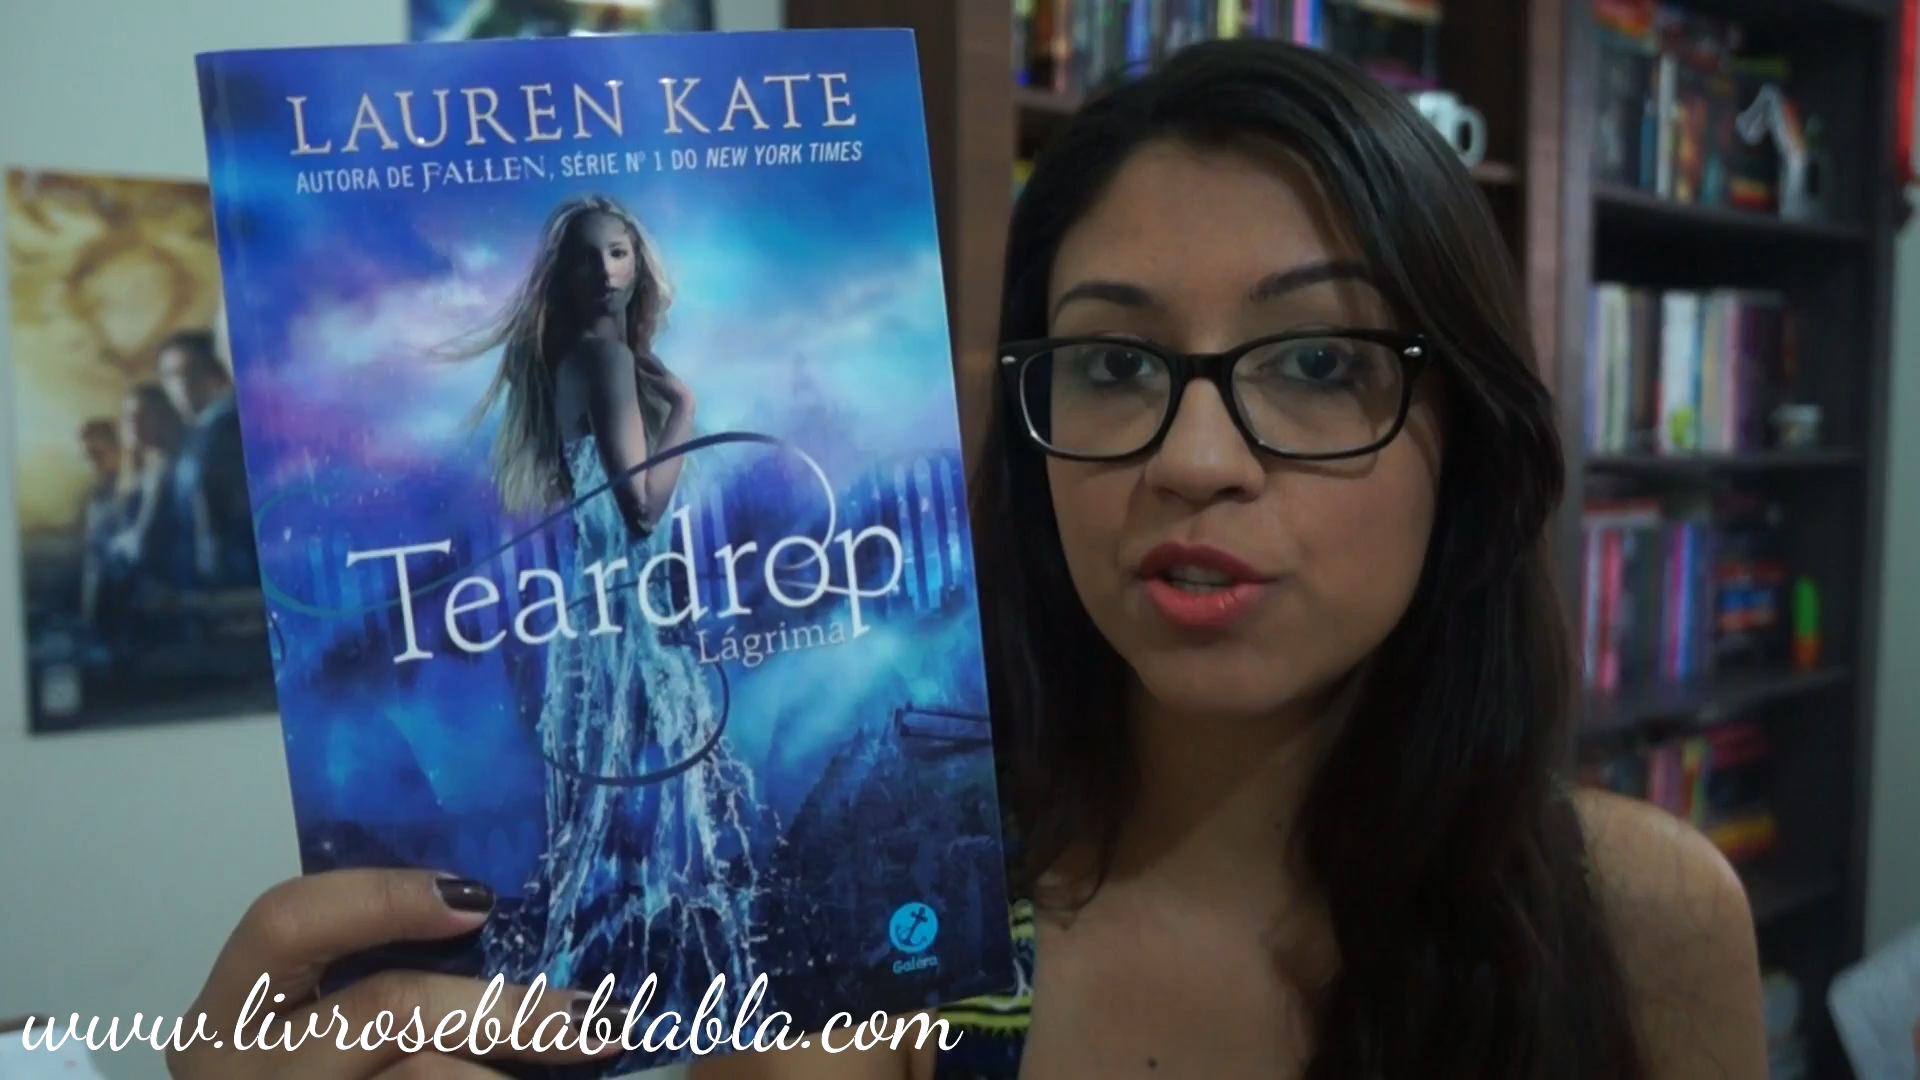 LAUREN KATE
AUTORA DE FALLEN, SÉRIE Nº 1 DO NEW YORK TIMES
Teardrop
Lágrima
Galera
www.livroseblablabla.com